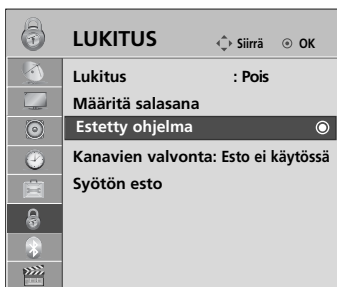 LUKITUS Siirrä OK
Lukitus : Pois
Määritä salasana
Estetty ohjelma
Kanavien valvonta: Esto ei käytössä
Syötön esto